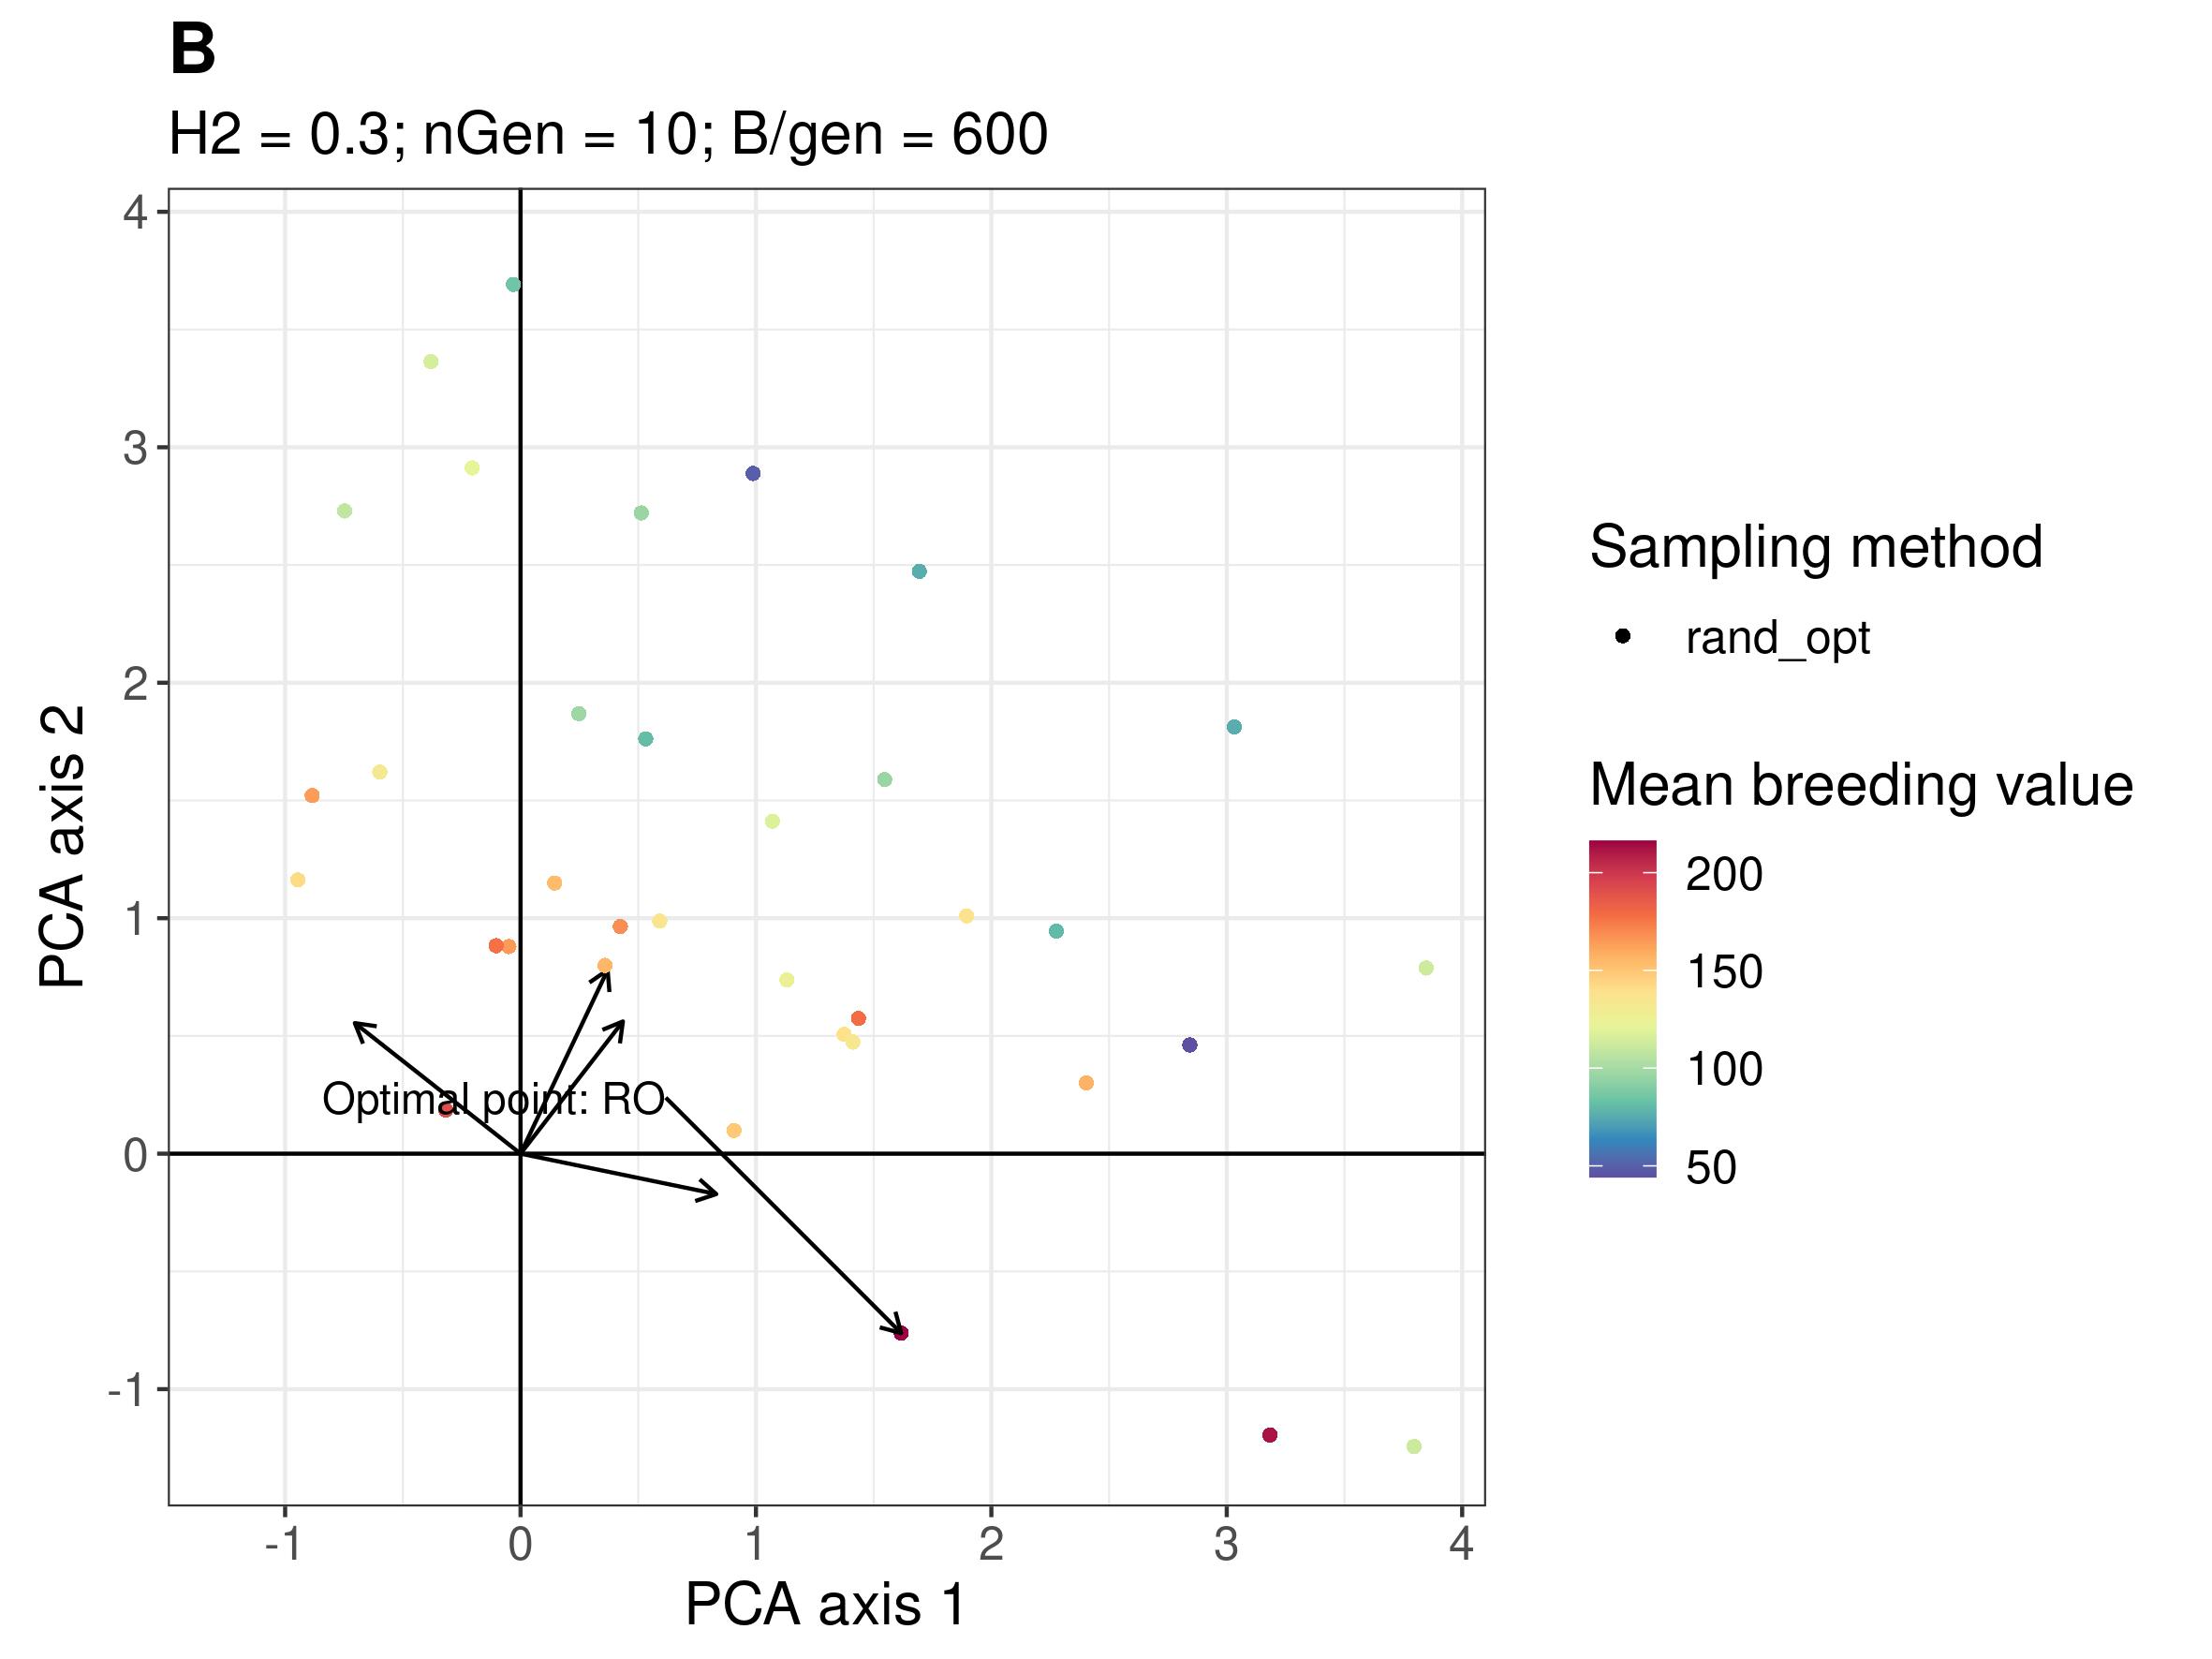 B
H2 = 0.3; nGen = 10; B/gen = 600
4
3
2
1
0
-1
PCA axis 2
Optimal point: RO
-1
0
1
2
3
4
PCA axis 1
Sampling method
rand_opt
Mean breeding value
200
150
100
50